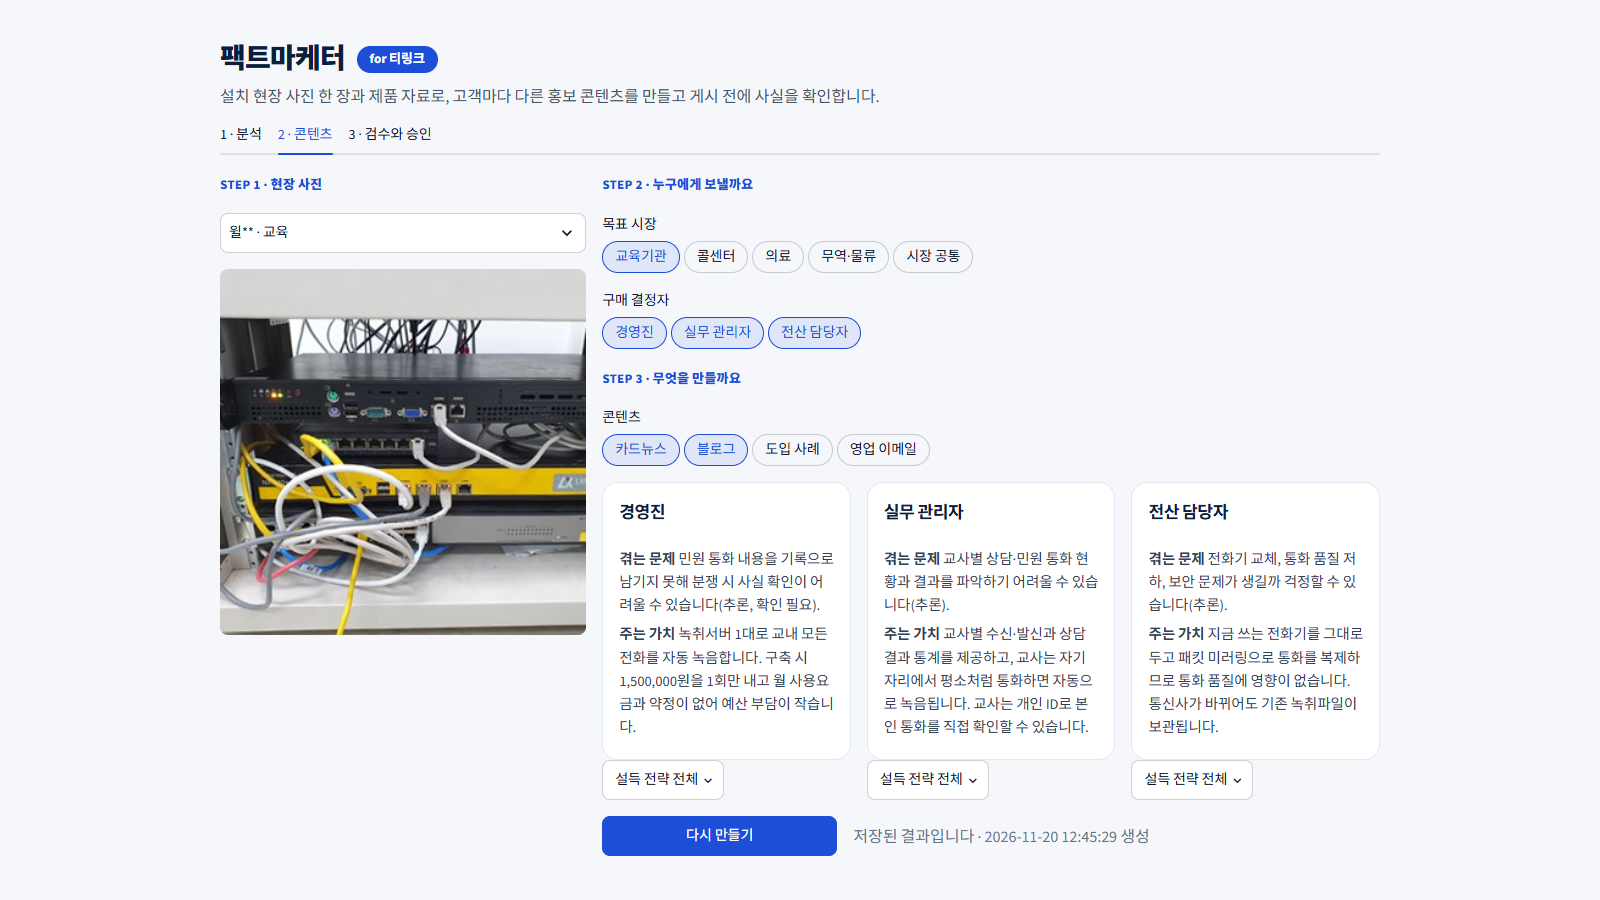 팩트마케터 for 티링크
설치 현장 사진 한 장과 제품 자료로, 고객마다 다른 홍보 콘텐츠를 만들고 게시 전에 사실을 확인합니다.
1 · 분석 2 · 콘텐츠 3 · 검수와 승인
STEP 1 · 현장 사진
윌** · 교육
STEP 2 · 누구에게 보낼까요
목표 시장
교육기관 콜센터 의료 무역·물류 시장 공통
구매 결정자
경영진 실무 관리자 전산 담당자
STEP 3 · 무엇을 만들까요
콘텐츠
카드뉴스 블로그 도입 사례 영업 이메일
경영진
겪는 문제 민원 통화 내용을 기록으로
남기지 못해 분쟁 시 사실 확인이 어
려울 수 있습니다(추론, 확인 필요).
주는 가치 녹취서버 1대로 교내 모든
전화를 자동 녹음합니다. 구축 시
1,500,000원을 1회만 내고 월 사용요
금과 약정이 없어 예산 부담이 작습니
다.
설득 전략 전체
실무 관리자
겪는 문제 교사별 상담·민원 통화 현
황과 결과를 파악하기 어려울 수 있습
니다(추론).
주는 가치 교사별 수신·발신과 상담
결과 통계를 제공하고, 교사는 자기
자리에서 평소처럼 통화하면 자동으
로 녹음됩니다. 교사는 개인 ID로 본
인 통화를 직접 확인할 수 있습니다.
설득 전략 전체
전산 담당자
겪는 문제 전화기 교체, 통화 품질 저
하, 보안 문제가 생길까 걱정할 수 있
습니다(추론).
주는 가치 지금 쓰는 전화기를 그대로
두고 패킷 미러링으로 통화를 복제하
므로 통화 품질에 영향이 없습니다.
통신사가 바뀌어도 기존 녹취파일이
보관됩니다.
설득 전략 전체
다시 만들기
저장된 결과입니다 · 2026-11-20 12:45:29 생성